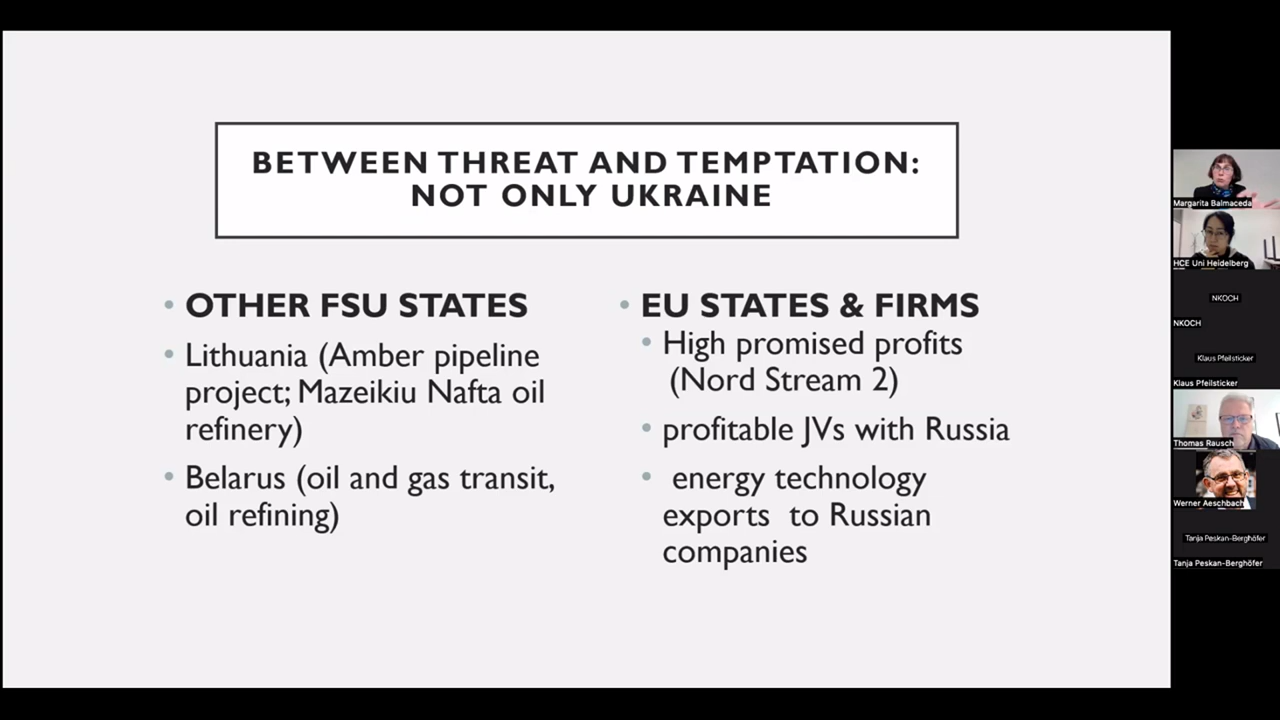 BETWEEN THREAT AND TEMPTATION:
NOT ONLY UKRAINE
• OTHER FSU STATES
• Lithuania (Amber pipeline
project; Mazeikiu Nafta oil
refinery)
• Belarus (oil and gas transit,
oil refining)
• EU STATES & FIRMS
• High promised profits
(Nord Stream 2)
• profitable JVs with Russia
• energy technology
exports to Russian
companies
Margarita Balmaceda
HCE Uni Heidelberg
NKOCH
NKOCH
Klaus Pfeilsticker
Klaus Pfeilsticker
Thomas Rausch
Werner Aeschbach
Tanja Peskan-Berghöfer
Tanja Peskan-Berghöfer